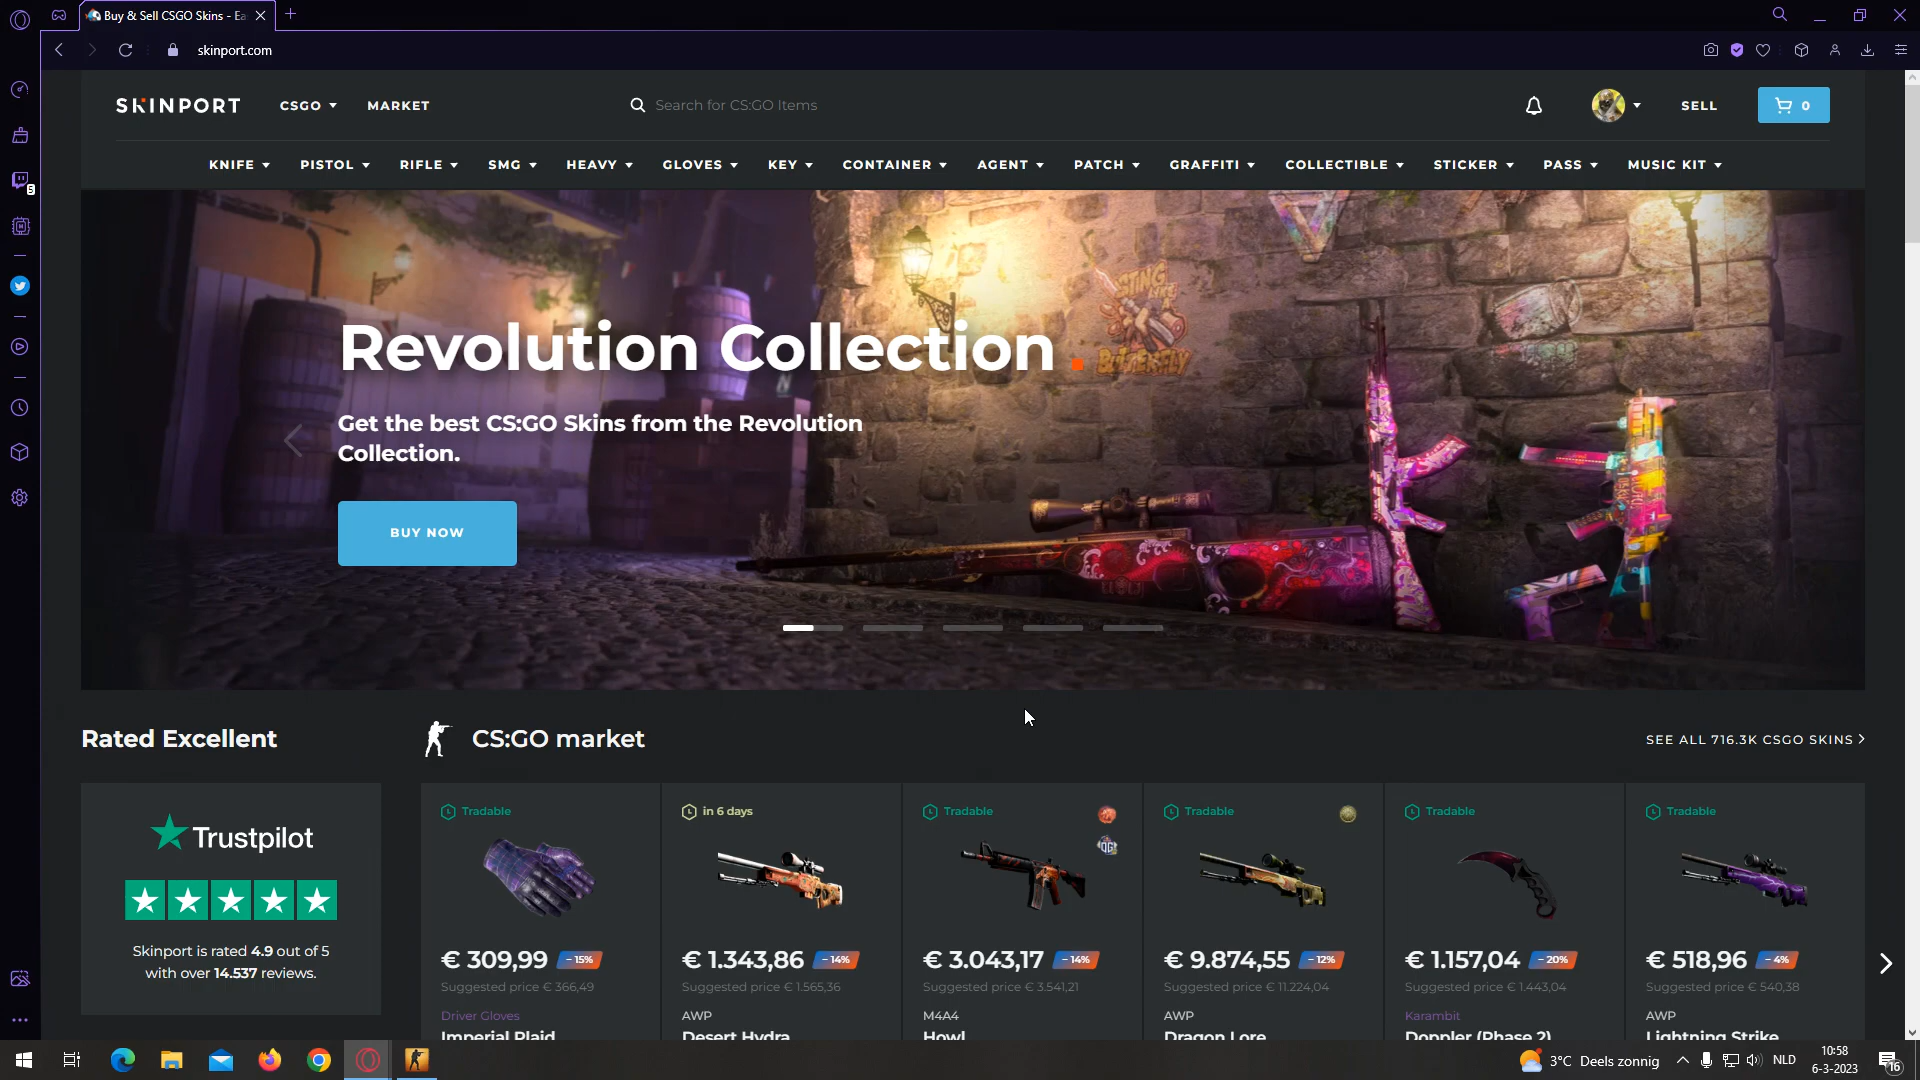 Buy & Sell CSGO Skins - Ea
skinport.com
SKINPORT
CSGO
MARKET
Search for CS:GO Items
SELL
0
KNIFE
PISTOL
RIFLE
SMG
HEAVY
GLOVES
KEY
CONTAINER
AGENT
PATCH
GRAFFITI
COLLECTIBLE
STICKER
PASS
MUSIC KIT
5
Revolution Collection.
STING
LIKE A
BUTTERFLY
Get the best CS:GO Skins from the Revolution
Collection.
BUY NOW
Rated Excellent
CS:GO market
SEE ALL 716.3K CSGO SKINS
Trustpilot
Skinport is rated 4.9 out of 5
with over 14.537 reviews.
Tradable
€ 309,99
- 15%
Suggested price € 366,49
Driver Gloves
Imperial Plaid
in 6 days
€ 1.343,86
- 14%
Suggested price € 1.565,36
AWP
Desert Hydra
Tradable
OG
€ 3.043,17
- 14%
Suggested price € 3.541,21
M4A4
Howl
Tradable
€ 9.874,55
- 12%
Suggested price € 11.224,04
AWP
Dragon Lore
Tradable
€ 1.157,04
- 20%
Suggested price € 1.443,04
Karambit
Doppler (Phase 2)
Tradable
€ 518,96
- 4%
Suggested price € 540,38
AWP
Lightning Strike
3°C Deels zonnig
NLD
10:58
6-3-2023
16